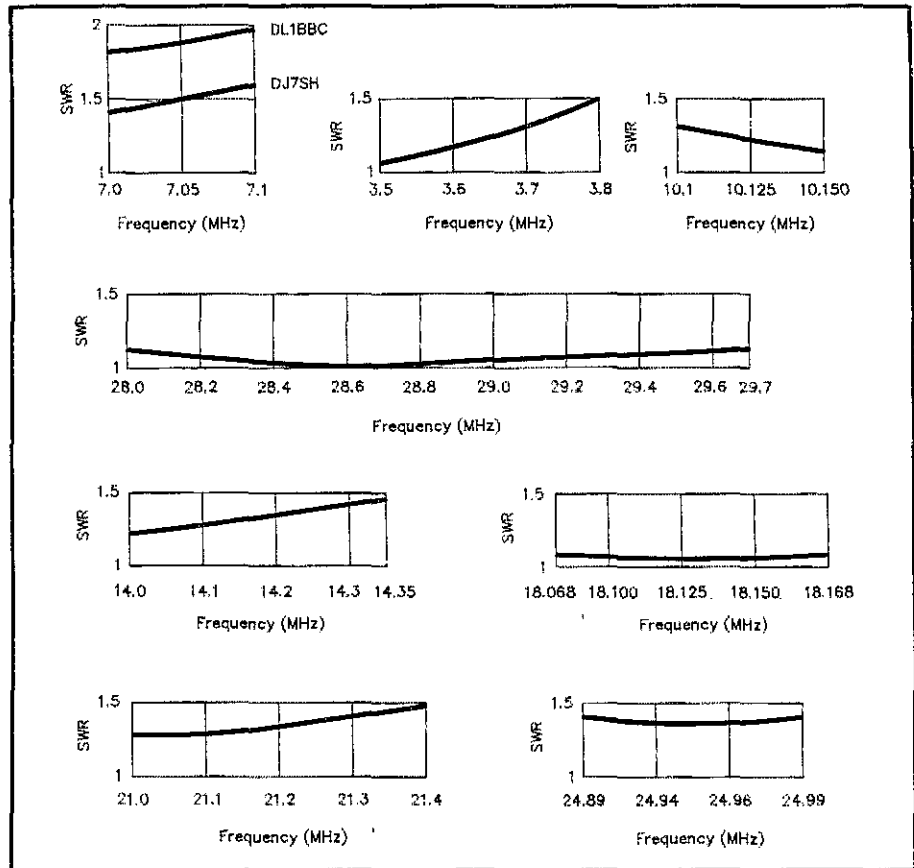 2
DL1BBC
SWR
1.5
DJ7SH
1
7.0 7.05 7.1
Frequency (MHz)
1.5
SWR
1
3.5 3.6 3.7 3.8
Frequency (MHz)
1.5
SWR
1
10.1 10.125 10.150
Frequency (MHz)
1.5
SWR
1
28.0 28.2 28.4 28.6 28.8 29.0 29.2 29.4 29.6 29.7
Frequency (MHz)
1.5
SWR
1
14.0 14.1 14.2 14.3 14.35
Frequency (MHz)
1.5
SWR
1
18.068 18.100 18.125 18.150 18.168
Frequency (MHz)
1.5
SWR
1
21.0 21.1 21.2 21.3 21.4
Frequency (MHz)
1.5
SWR
1
24.89 24.94 24.96 24.99
Frequency (MHz)